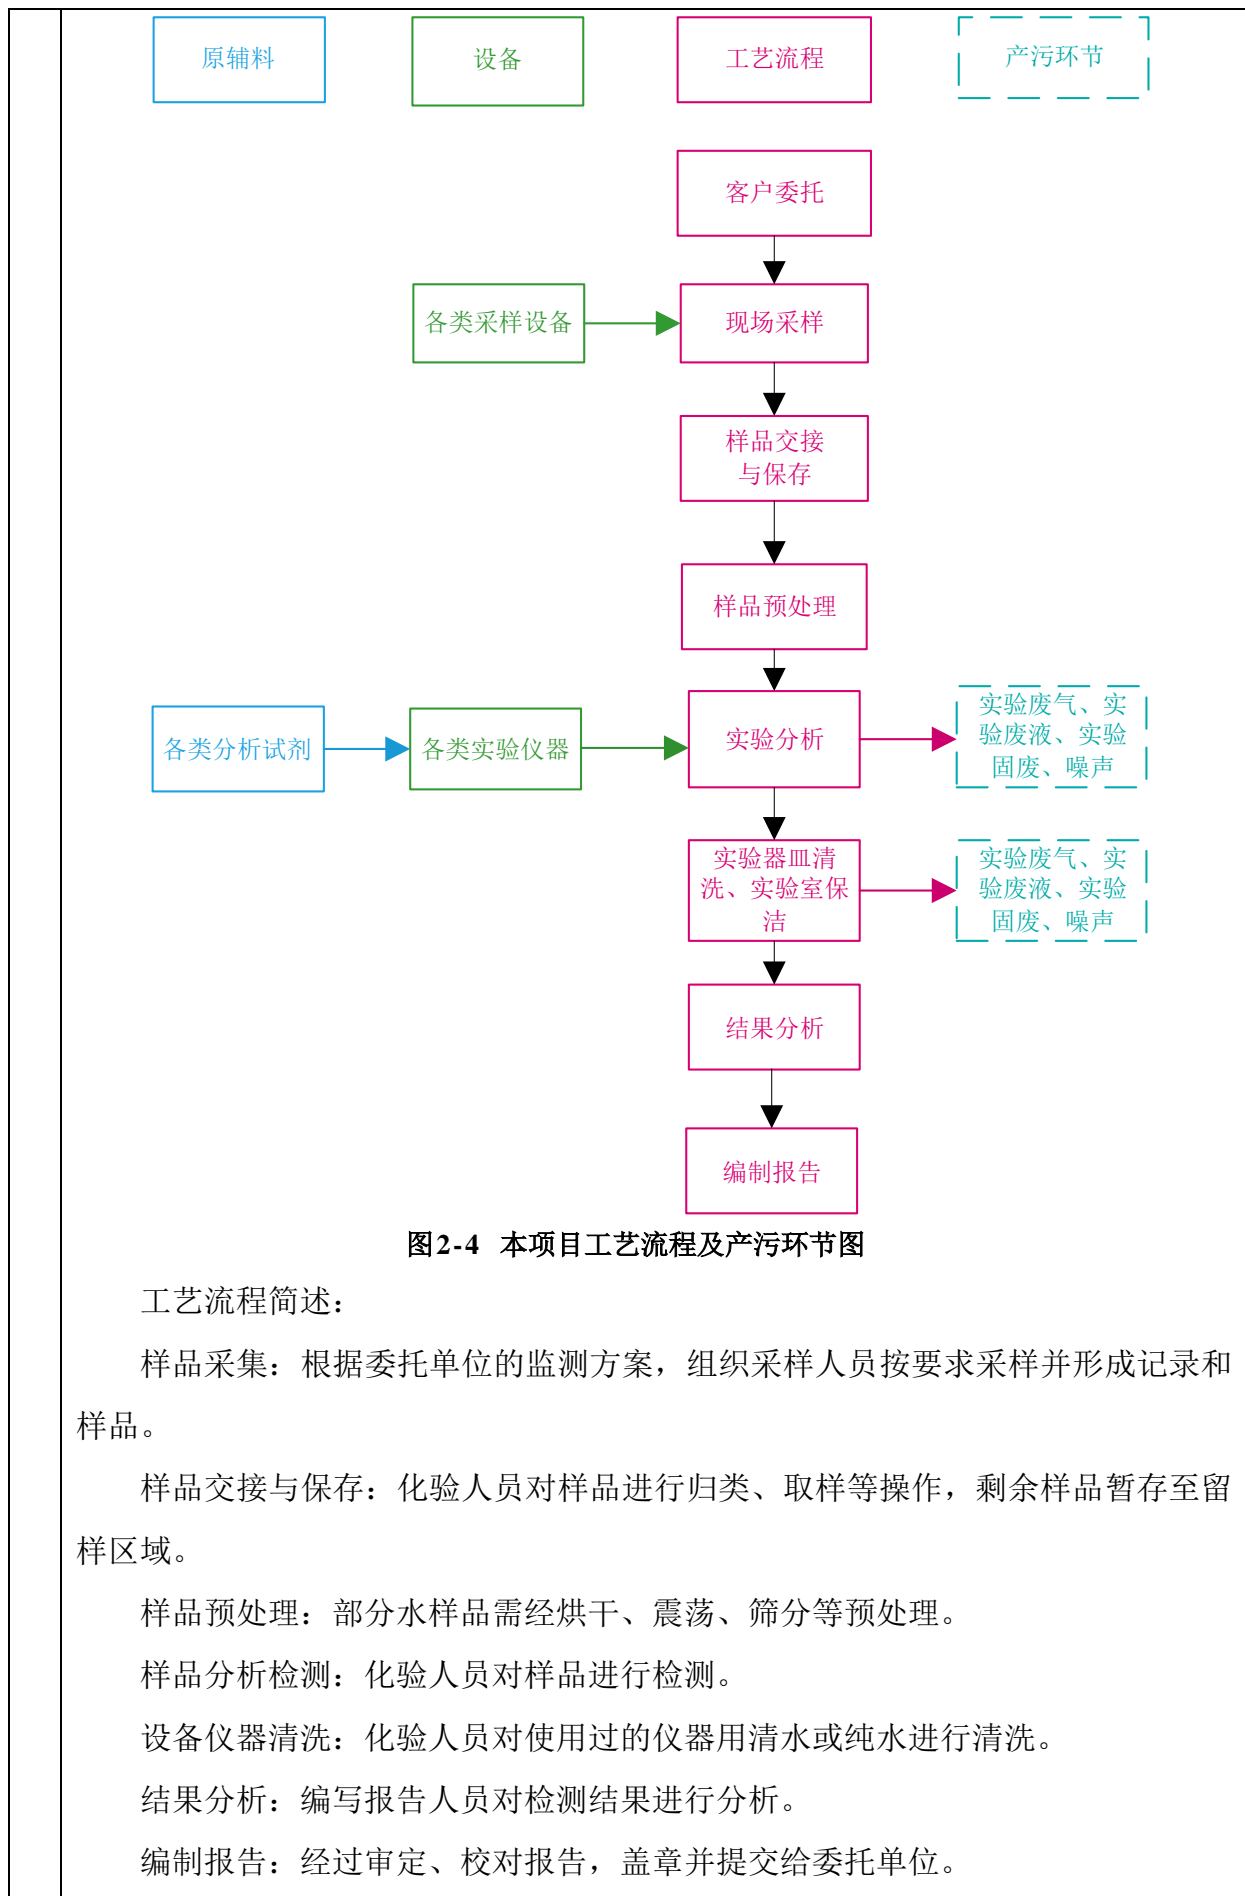 原辅料
设备
工艺流程
产污环节
客户委托
各类采样设备
现场采样
样品交接
与保存
样品预处理
各类分析试剂
各类实验仪器
实验分析
实验废气、实
验废液、实验
固废、噪声
实验器皿清
洗、实验室保
洁
实验废气、实
验废液、实验
固废、噪声
结果分析
编制报告
图2-4 本项目工艺流程及产污环节图
工艺流程简述：
样品采集：根据委托单位的监测方案，组织采样人员按要求采样并形成记录和
样品。
样品交接与保存：化验人员对样品进行归类、取样等操作，剩余样品暂存至留
样区域。
样品预处理：部分水样品需经烘干、震荡、筛分等预处理。
样品分析检测：化验人员对样品进行检测。
设备仪器清洗：化验人员对使用过的仪器用清水或纯水进行清洗。
结果分析：编写报告人员对检测结果进行分析。
编制报告：经过审定、校对报告，盖章并提交给委托单位。